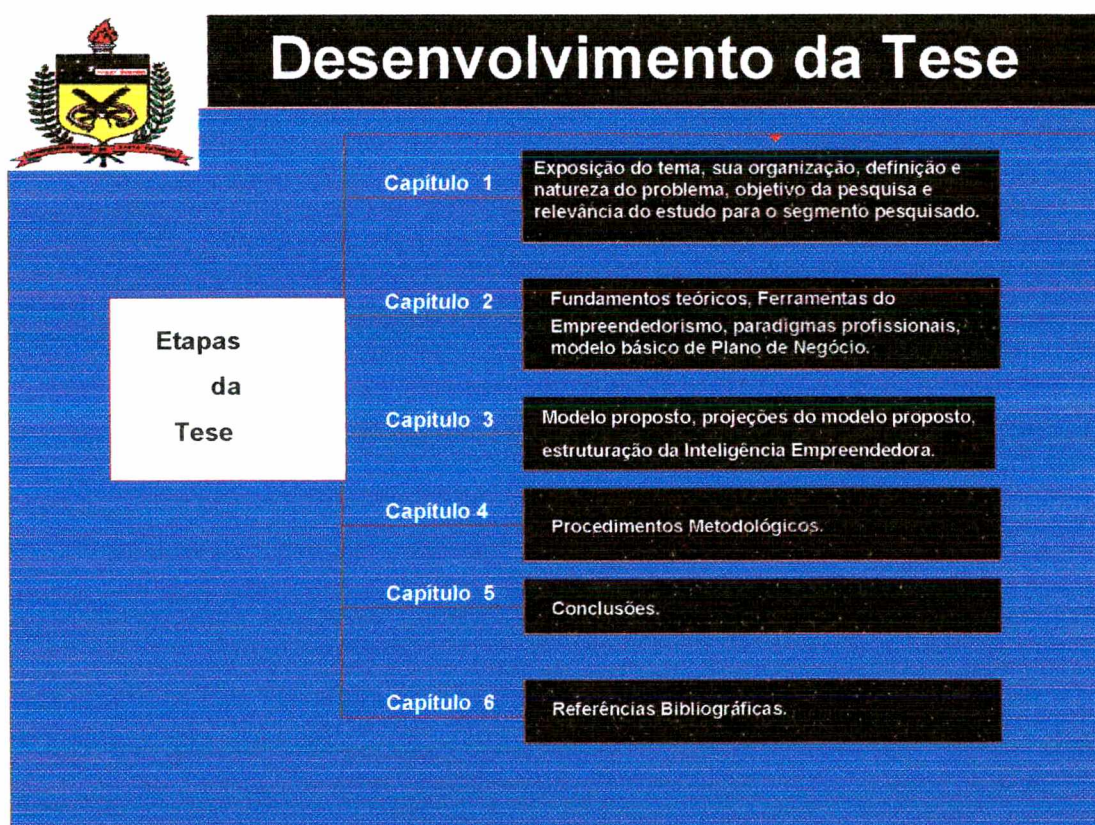 Desenvolvimento da Tese
Etapas
da
Tese
Capítulo 1
Exposição do tema, sua organização, definição e
natureza do problema, objetivo da pesquisa e
relevância do estudo para o segmento pesquisado.
Capítulo 2
Fundamentos teóricos, Ferramentas do
Empreendedorismo, paradigmas profissionais,
modelo básico de Plano de Negócio.
Capítulo 3
Modelo proposto, projeções do modelo proposto,
estruturação da Inteligência Empreendedora.
Capítulo 4
Procedimentos Metodológicos.
Capítulo 5
Conclusões.
Capítulo 6
Referências Bibliográficas.